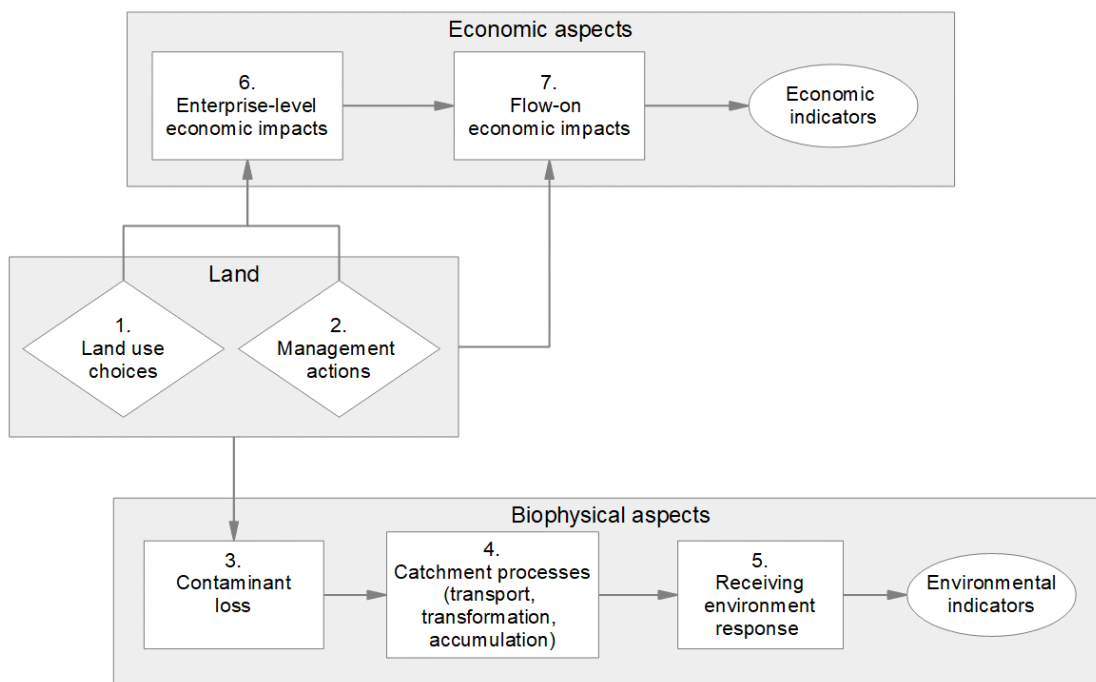 Economic aspects
6.
Enterprise-level
economic impacts
7.
Flow-on
economic impacts
Economic
indicators
Land
1.
Land use
choices
2.
Management
actions
Biophysical aspects
3.
Contaminant
loss
4.
Catchment processes
(transport,
transformation,
accumulation)
5.
Receiving
environment
response
Environmental
indicators